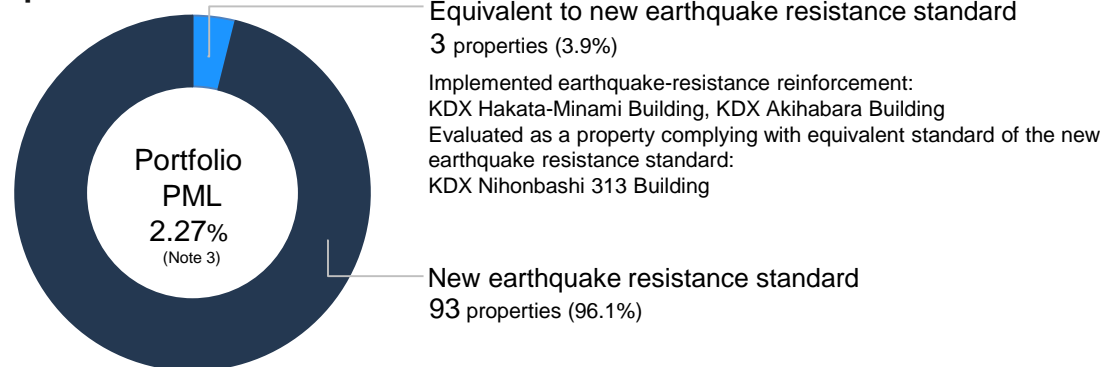 Equivalent to new earthquake resistance standard
3 properties (3.9%)
Implemented earthquake-resistance reinforcement:
KDX Hakata-Minami Building, KDX Akihabara Building
Evaluated as a property complying with equivalent standard of the new
earthquake resistance standard:
KDX Nihonbashi 313 Building
Portfolio
PML
2.27%
(Note 3)
New earthquake resistance standard
93 properties (96.1%)